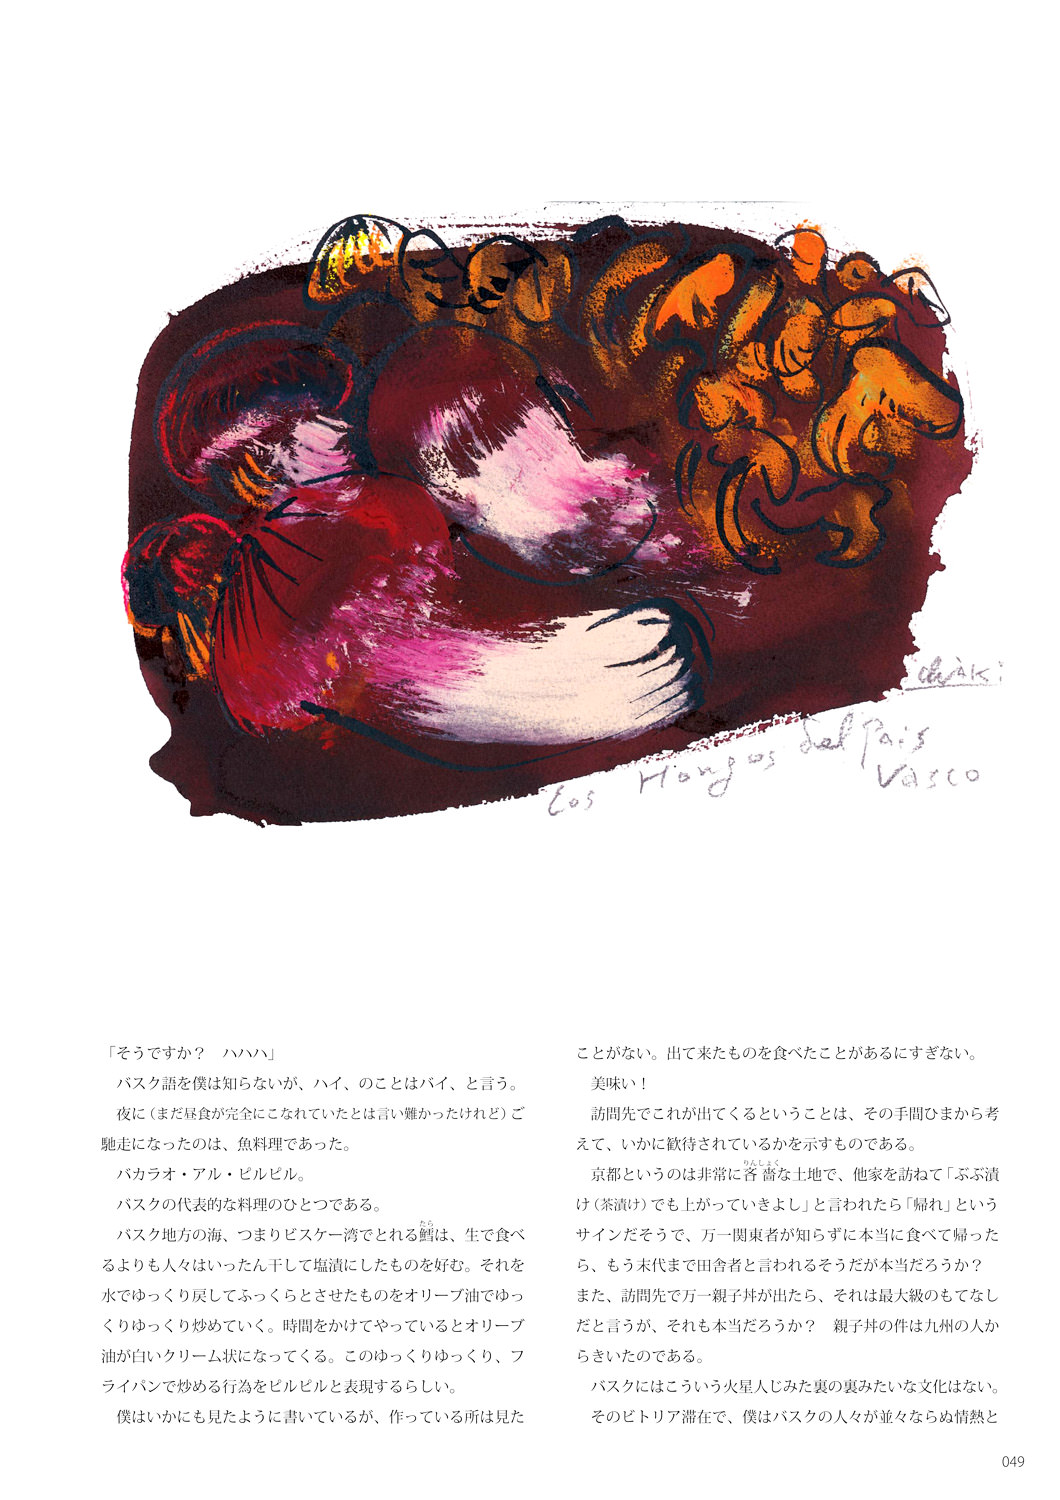 chiAKi
Los Hongos del Pais
Vasco
「そうですか？　ハハハ」
　バスク語を僕は知らないが、ハイ、のことはバイ、と言う。
　夜に（まだ昼食が完全にこなれていたとは言い難かったけれど）ご
馳走になったのは、魚料理であった。
　バカラオ・アル・ピルピル。
　バスクの代表的な料理のひとつである。
たら
　バスク地方の海、つまりビスケー湾でとれる鱈は、生で食べ
るよりも人々はいったん干して塩漬にしたものを好む。それを
水でゆっくり戻してふっくらとさせたものをオリーブ油でゆっ
くりゆっくり炒めていく。時間をかけてやっているとオリーブ
油が白いクリーム状になってくる。このゆっくりゆっくり、フ
ライパンで炒める行為をピルピルと表現するらしい。
　僕はいかにも見たように書いているが、作っている所は見た
ことがない。出て来たものを食べたことがあるにすぎない。
　美味い！
　訪問先でこれが出てくるということは、その手間ひまから考
えて、いかに歓待されているかを示すものである。
りんしょく
　京都というのは非常に吝嗇な土地で、他家を訪ねて「ぶぶ漬
け（茶漬け）でも上がっていきよし」と言われたら「帰れ」という
サインだそうで、万一関東者が知らずに本当に食べて帰った
ら、もう末代まで田舎者と言われるそうだが本当だろうか？
また、訪問先で万一親子丼が出たら、それは最大級のもてなし
だと言うが、それも本当だろうか？　親子丼の件は九州の人か
らきいたのである。
　バスクにはこういう火星人じみた裏の裏みたいな文化はない。
　そのビトリア滞在で、僕はバスクの人々が並々ならぬ情熱と
049